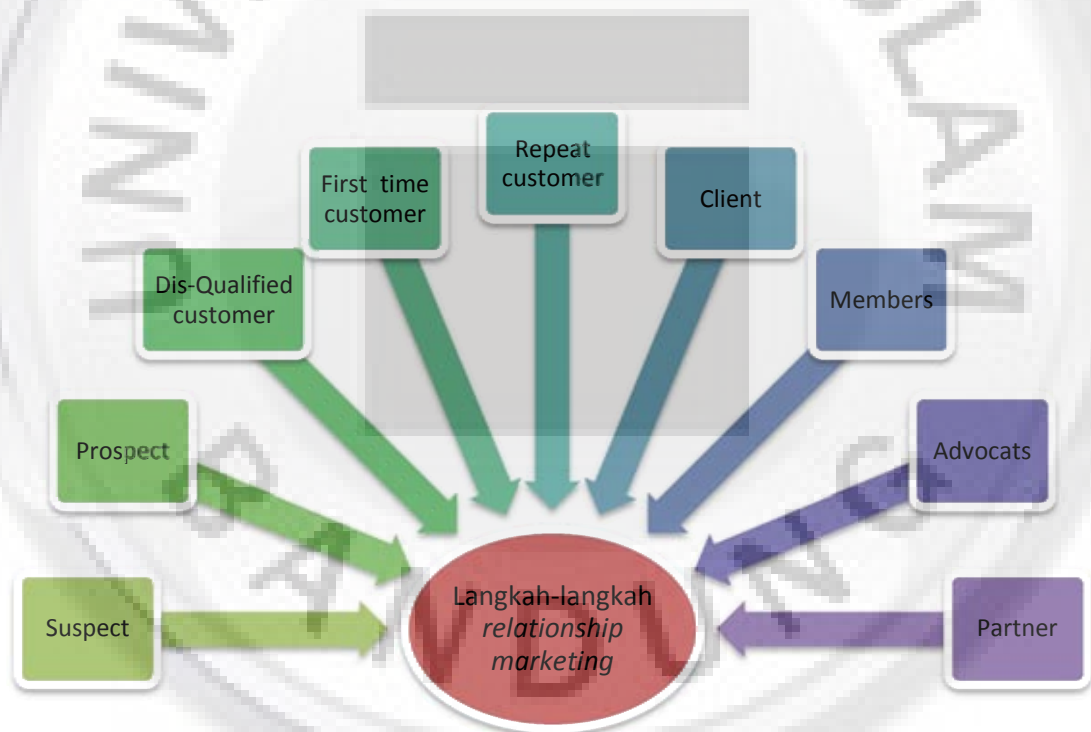 Suspect
Prospect
Dis-Qualified
customer
First time
customer
Repeat
customer
Client
Members
Advocats
Partner
Langkah-langkah
relationship
marketing